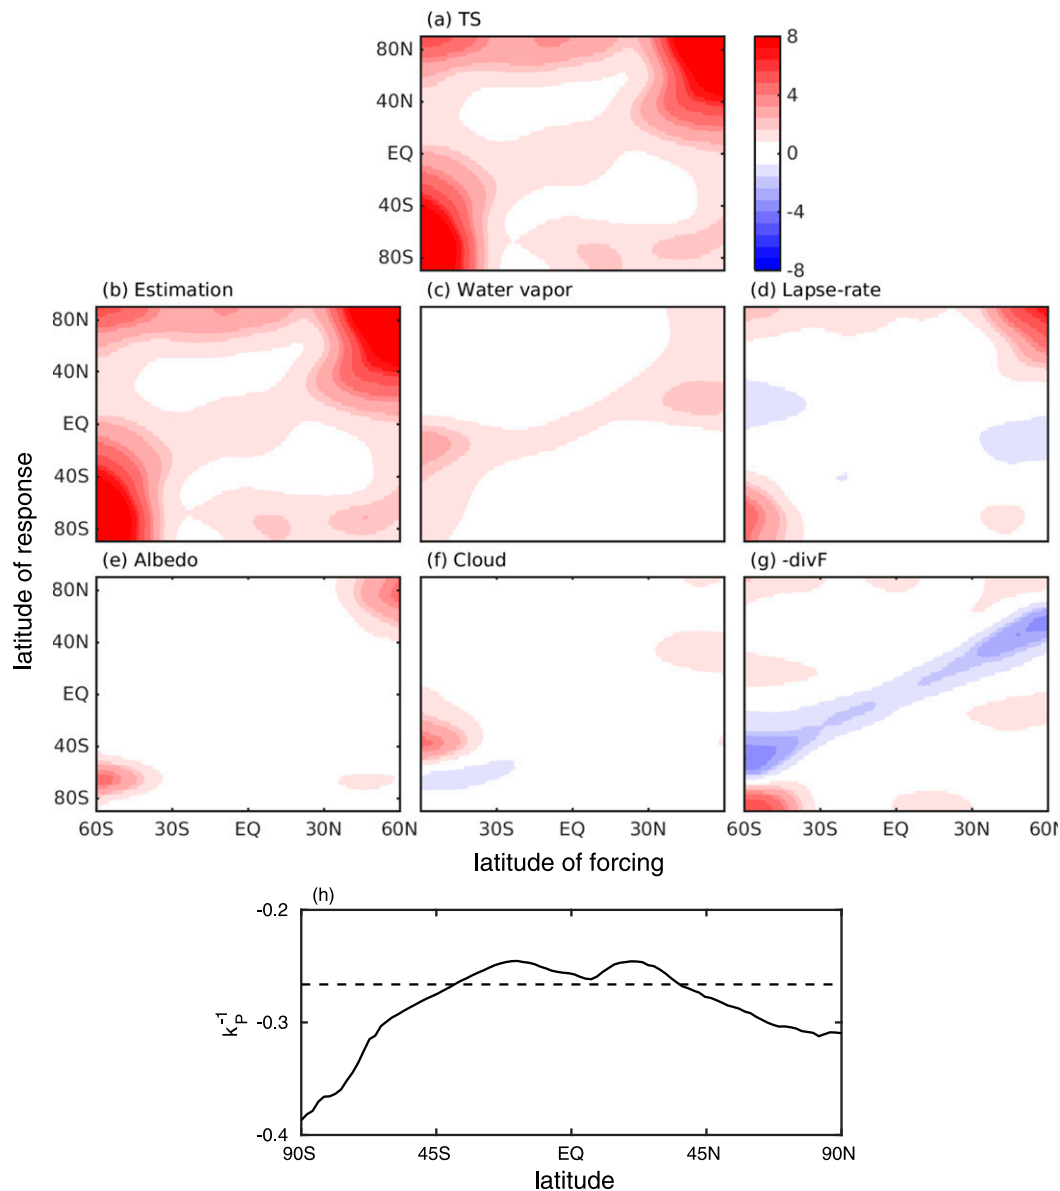 (a) TS
80N
40N
EQ
40S
80S
8
4
0
-4
-8
(b) Estimation
(c) Water vapor
(d) Lapse-rate
80N
40N
EQ
40S
80S
(e) Albedo
(f) Cloud
(g) -divF
80N
40N
EQ
40S
80S
60S 30S EQ 30N 60N
30S EQ 30N
60S 30S EQ 30N 60N
latitude of response
latitude of forcing
(h)
-0.2
-0.3
-0.4
k_P^-1
90S 45S EQ 45N 90N
latitude